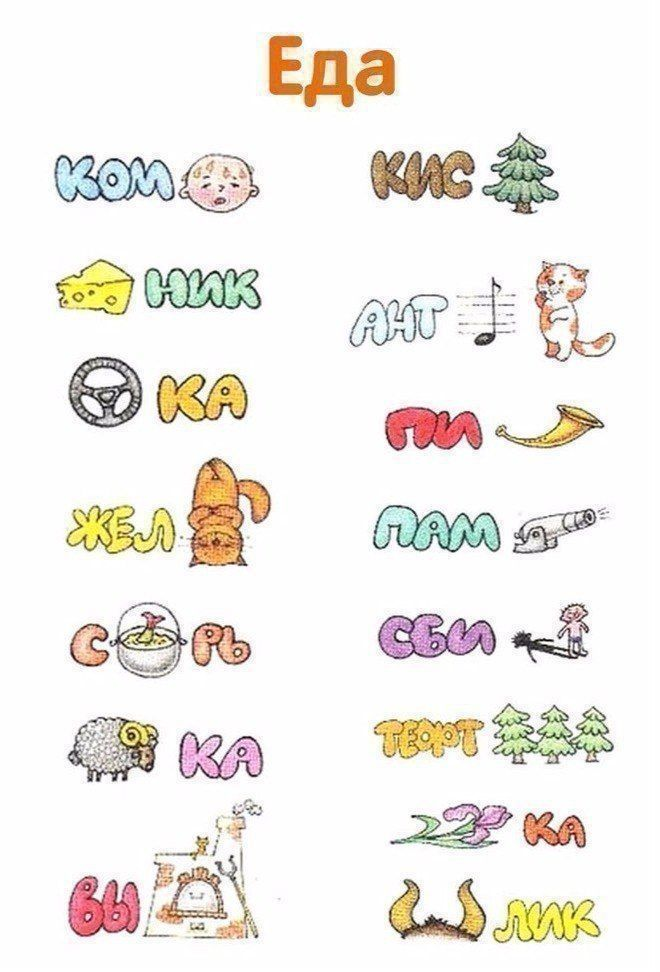 Еда
КОМ
НИК
КА
ЖЕЛ
С РЬ
КА
ВЫ
КИС
АНТ
ПИ
ПАМ
СБИ
ТЕФТ
КА
ЛИК